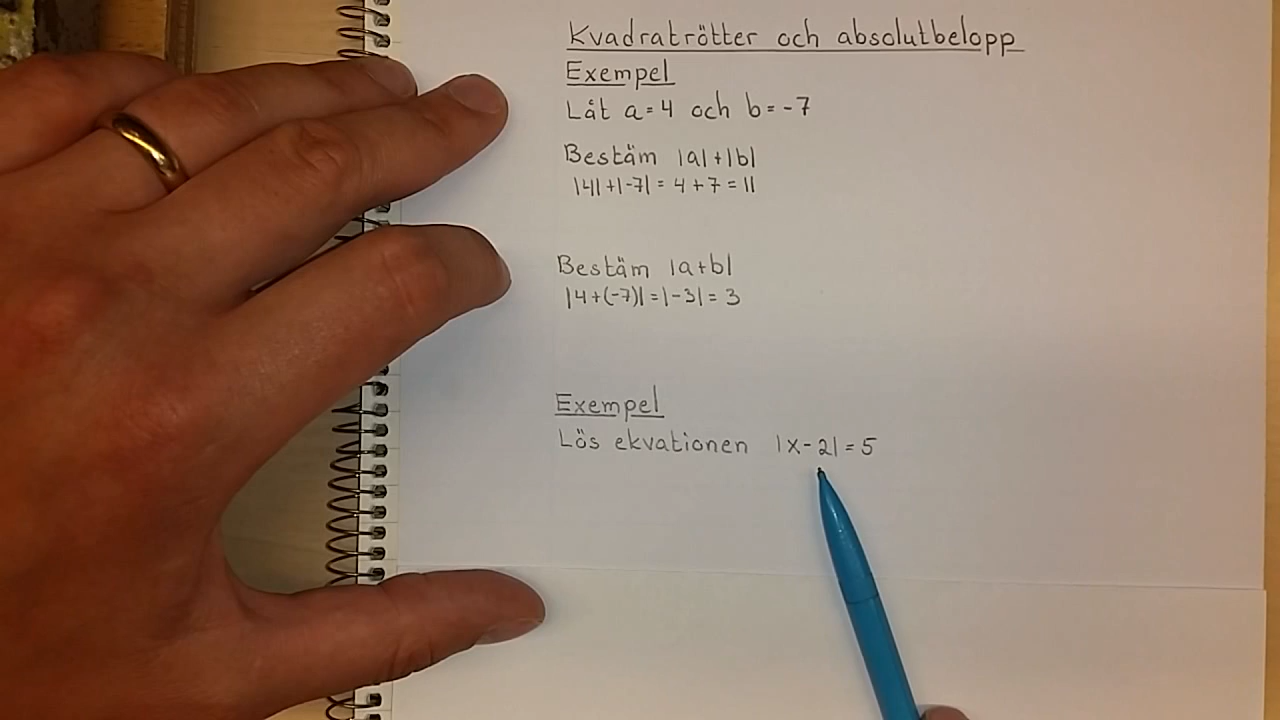 Kvadratrötter och absolutbelopp
Exempel
Låt a=4 och b=-7
Bestäm |a|+|b|
|4|+|-7| = 4+7 = 11
Bestäm |a+b|
|4+(-7)| = |-3| = 3
Exempel
Lös ekvationen |x-2|=5